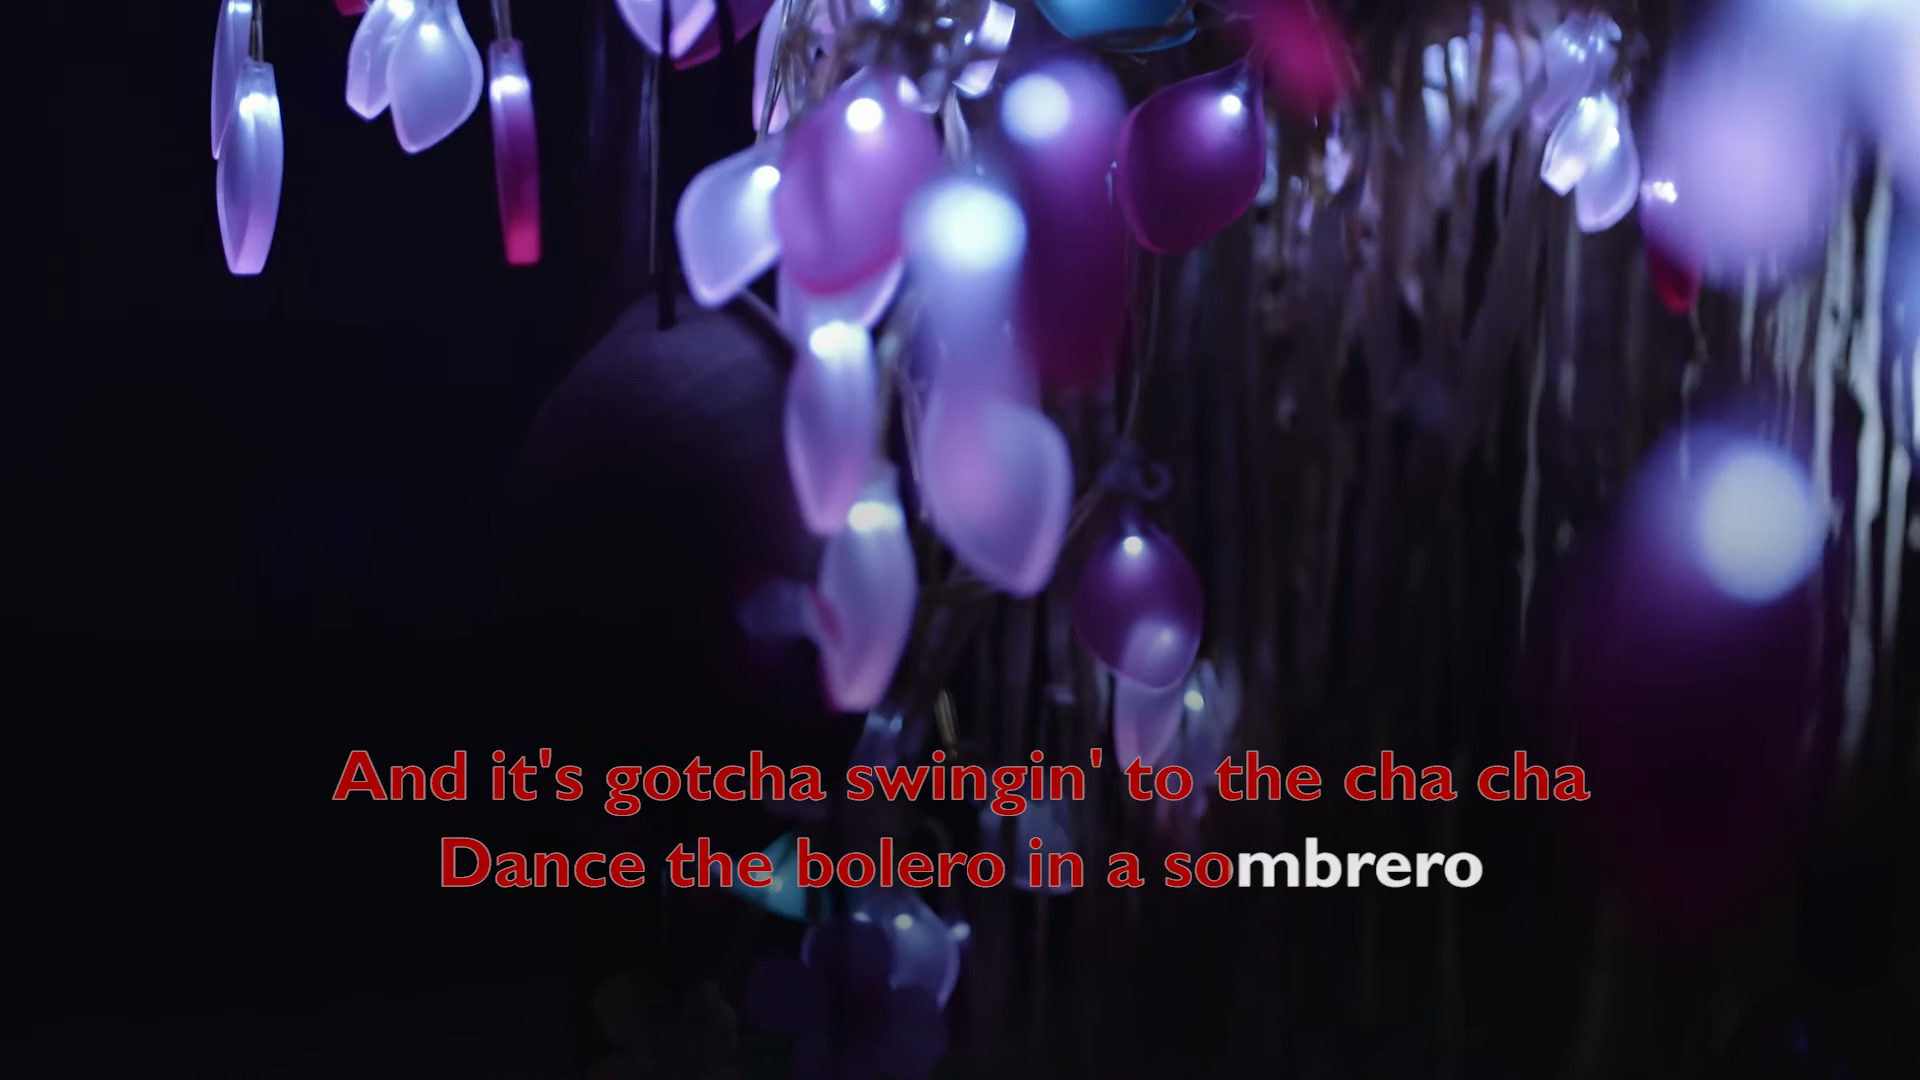 And it's gotcha swingin' to the cha cha
Dance the bolero in a sombrero